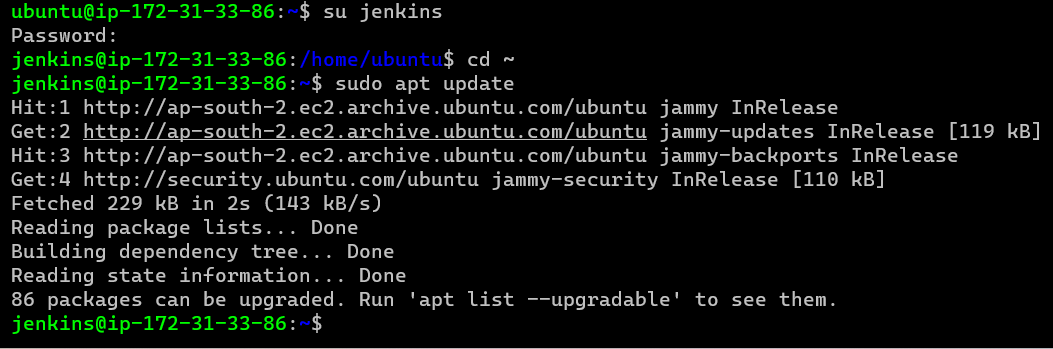 ubuntu@ip-172-31-33-86:~$ su jenkins
Password:
jenkins@ip-172-31-33-86:/home/ubuntu$ cd ~
jenkins@ip-172-31-33-86:~$ sudo apt update
Hit:1 http://ap-south-2.ec2.archive.ubuntu.com/ubuntu jammy InRelease
Get:2 http://ap-south-2.ec2.archive.ubuntu.com/ubuntu jammy-updates InRelease [119 kB]
Hit:3 http://ap-south-2.ec2.archive.ubuntu.com/ubuntu jammy-backports InRelease
Get:4 http://security.ubuntu.com/ubuntu jammy-security InRelease [110 kB]
Fetched 229 kB in 2s (143 kB/s)
Reading package lists... Done
Building dependency tree... Done
Reading state information... Done
86 packages can be upgraded. Run 'apt list --upgradable' to see them.
jenkins@ip-172-31-33-86:~$